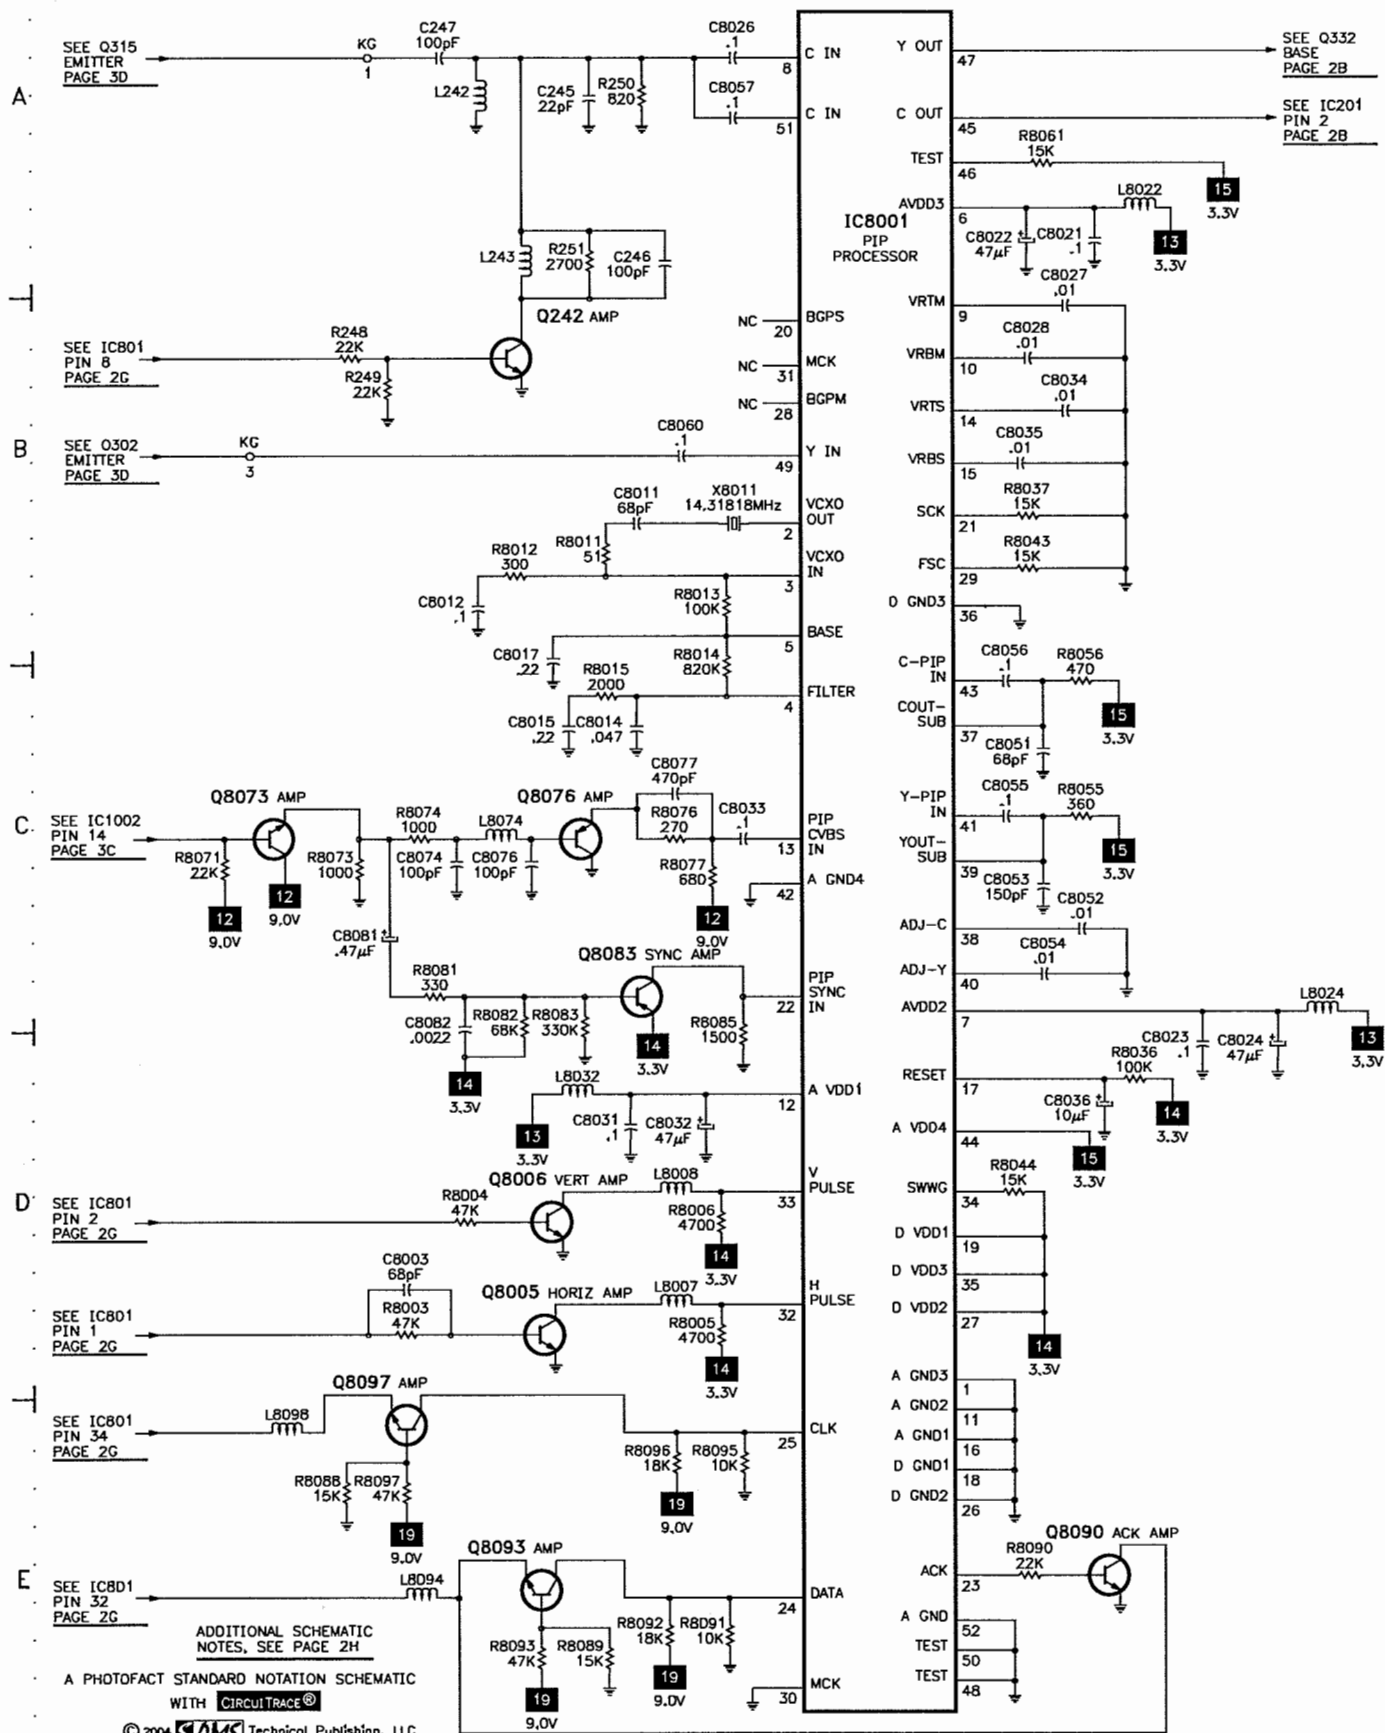 SEE Q315
EMITTER
PAGE 3D
KG
1
C247
100pF
L242
C245
22pF
R250
820
C8026
.1
C8057
.1
8
C IN
51
C IN
IC8001
PIP
PROCESSOR
Y OUT
47
SEE Q332
BASE
PAGE 2B
C OUT
45
SEE IC201
PIN 2
PAGE 2B
TEST
46
R8061
15K
15
3.3V
AVDD3
6
C8022
47µF
C8021
.1
L8022
13
3.3V
A
L243
R251
2700
C246
100pF
Q242 AMP
SEE IC801
PIN 8
PAGE 2G
R248
22K
R249
22K
NC
20
BGPS
NC
31
MCK
NC
28
BGPM
VRTM
9
C8027
.01
VRBM
10
C8028
.01
VRTS
14
C8034
.01
VRBS
15
C8035
.01
SCK
21
R8037
15K
FSC
29
R8043
15K
D GND3
36
B
SEE Q302
EMITTER
PAGE 3D
KG
3
C8060
.1
49
Y IN
C8011
68pF
X8011
14.31818MHz
2
VCXO
OUT
R8011
51
R8012
300
C8012
.1
3
VCXO
IN
R8013
100K
5
BASE
C8017
.22
R8014
820K
R8015
2000
C8015
.22
C8014
.047
4
FILTER
C-PIP
IN
43
C8056
.1
R8056
470
15
3.3V
COUT-
SUB
37
C8051
68pF
Y-PIP
IN
41
C8055
.1
R8055
360
15
3.3V
YOUT-
SUB
39
C8053
150pF
C
SEE IC1002
PIN 14
PAGE 3C
Q8073 AMP
R8071
22K
12
9.0V
12
9.0V
R8073
1000
R8074
1000
C8074
100pF
L8074
C8076
100pF
Q8076 AMP
C8077
470pF
R8076
270
C8033
.1
R8077
680
12
9.0V
13
PIP
CVBS
IN
42
A GND4
C8081
.47µF
R8081
330
C8082
.0022
R8082
68K
R8083
330K
14
3.3V
Q8083 SYNC AMP
14
3.3V
R8085
1500
22
PIP
SYNC
IN
ADJ-C
38
C8052
.01
ADJ-Y
40
C8054
.01
AVDD2
7
C8023
.1
C8024
47µF
L8024
13
3.3V
RESET
17
R8036
100K
C8036
10µF
14
3.3V
A VDD4
44
15
3.3V
L8032
13
3.3V
C8031
.1
C8032
47µF
12
A VDD1
D
SEE IC801
PIN 2
PAGE 2G
R8004
47K
Q8006 VERT AMP
L8008
R8006
4700
14
3.3V
33
V
PULSE
SEE IC801
PIN 1
PAGE 2G
C8003
68pF
R8003
47K
Q8005 HORIZ AMP
L8007
R8005
4700
14
3.3V
32
H
PULSE
SWWG
34
R8044
15K
D VDD1
19
D VDD3
35
D VDD2
27
14
3.3V
SEE IC801
PIN 34
PAGE 2G
L8098
Q8097 AMP
R8088
15K
R8097
47K
19
9.0V
R8096
18K
19
9.0V
R8095
10K
25
CLK
A GND3
1
A GND2
11
A GND1
16
D GND1
18
D GND2
26
E
SEE IC801
PIN 32
PAGE 2G
L8094
Q8093 AMP
R8093
47K
19
9.0V
R8089
15K
R8092
18K
19
9.0V
R8091
10K
24
DATA
30
MCK
ACK
23
R8090
22K
Q8090 ACK AMP
A GND
52
TEST
50
TEST
48
ADDITIONAL SCHEMATIC
NOTES, SEE PAGE 2H
A PHOTOFACT STANDARD NOTATION SCHEMATIC
WITH CIRCUITRACE®
© 2004 SAMS Technical Publishing, LLC